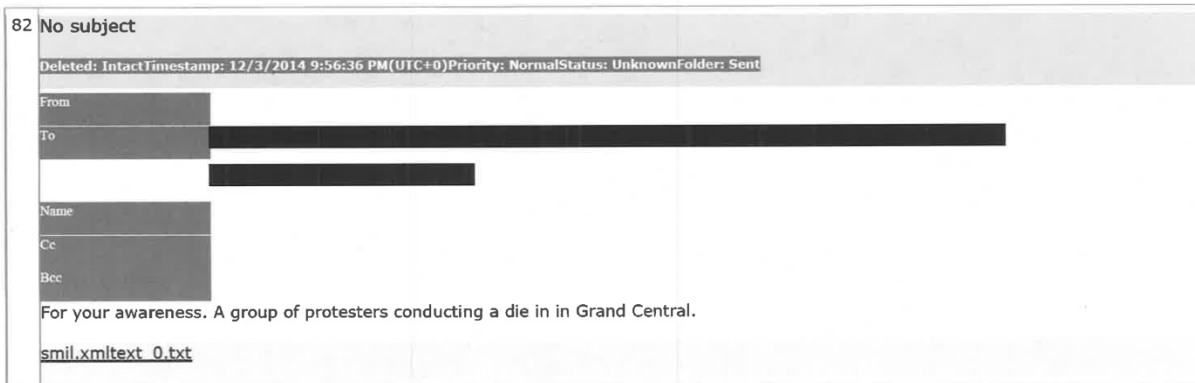 82 No subject
Deleted: IntactTimestamp: 12/3/2014 9:56:36 PM(UTC+0)Priority: NormalStatus: UnknownFolder: Sent
From
To
Name
Cc
Bcc
For your awareness. A group of protesters conducting a die in in Grand Central.
smil.xmltext_0.txt